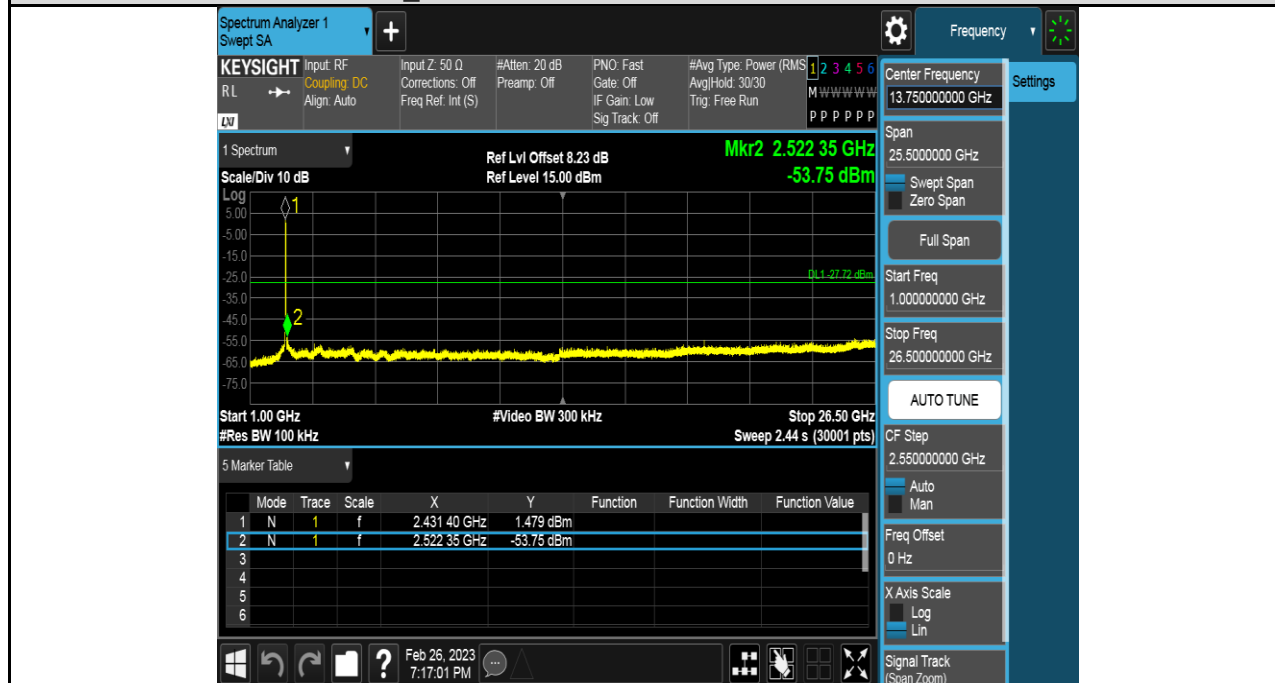 Spectrum Analyzer 1
Swept SA
+
Frequency
KEYSIGHT
RL
LXI
Input: RF
Coupling: DC
Align: Auto
Input Z: 50 Ω
Corrections: Off
Freq Ref: Int (S)
#Atten: 20 dB
Preamp: Off
PNO: Fast
Gate: Off
IF Gain: Low
Sig Track: Off
#Avg Type: Power (RMS
Avg|Hold: 30/30
Trig: Free Run
1 2 3 4 5 6
M W W W W W
P P P P P P
1 Spectrum
Scale/Div 10 dB
Ref Lvl Offset 8.23 dB
Ref Level 15.00 dBm
Mkr2 2.522 35 GHz
-53.75 dBm
Log
5.00
-5.00
-15.0
-25.0
-35.0
-45.0
-55.0
-65.0
-75.0
1
2
DL1 -27.72 dBm
Start 1.00 GHz
#Video BW 300 kHz
Stop 26.50 GHz
#Res BW 100 kHz
Sweep 2.44 s (30001 pts)
5 Marker Table
Mode Trace Scale X Y Function Function Width Function Value
1 N 1 f 2.431 40 GHz 1.479 dBm
2 N 1 f 2.522 35 GHz -53.75 dBm
3
4
5
6
?
Feb 26, 2023
7:17:01 PM
Center Frequency
13.750000000 GHz
Settings
Span
25.5000000 GHz
Swept Span
Zero Span
Full Span
Start Freq
1.000000000 GHz
Stop Freq
26.500000000 GHz
AUTO TUNE
CF Step
2.550000000 GHz
Auto
Man
Freq Offset
0 Hz
X Axis Scale
Log
Lin
Signal Track
(Span Zoom)